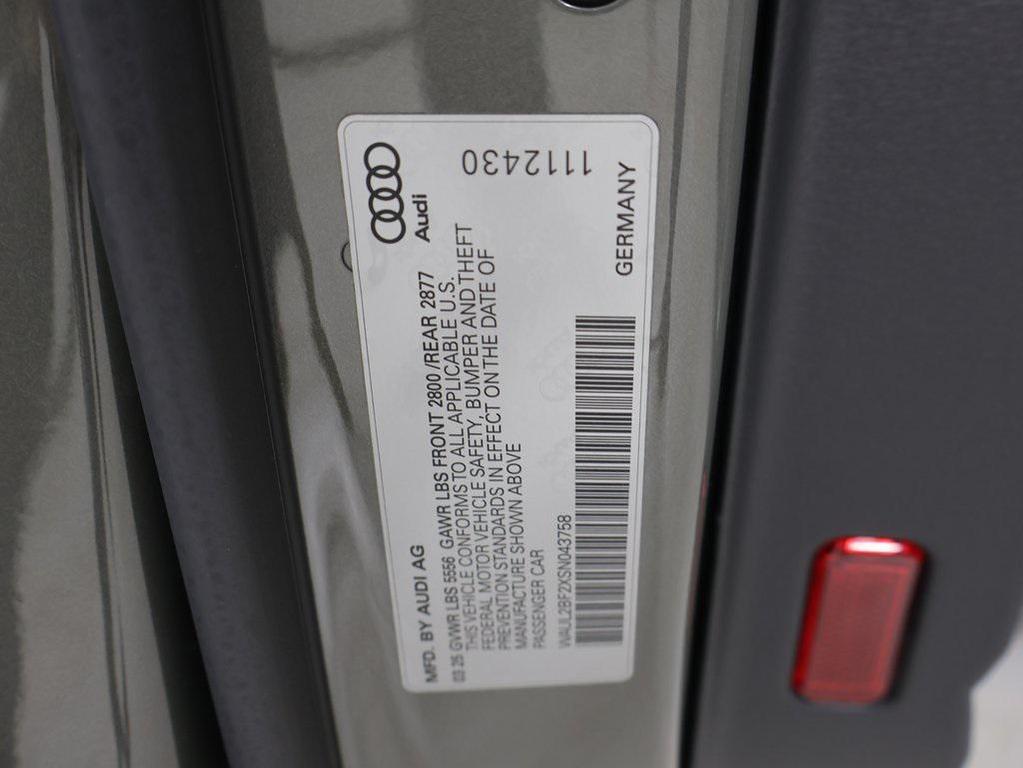 Audi
MFD. BY AUDI AG
03 25 GVWR LBS 5556 GAWR LBS FRONT 2800 /REAR 2877
THIS VEHICLE CONFORMS TO ALL APPLICABLE U.S.
FEDERAL MOTOR VEHICLE SAFETY, BUMPER AND THEFT
PREVENTION STANDARDS IN EFFECT ON THE DATE OF
MANUFACTURE SHOWN ABOVE
PASSENGER CAR
WAUL2BF2XSN043758
GERMANY
1112430